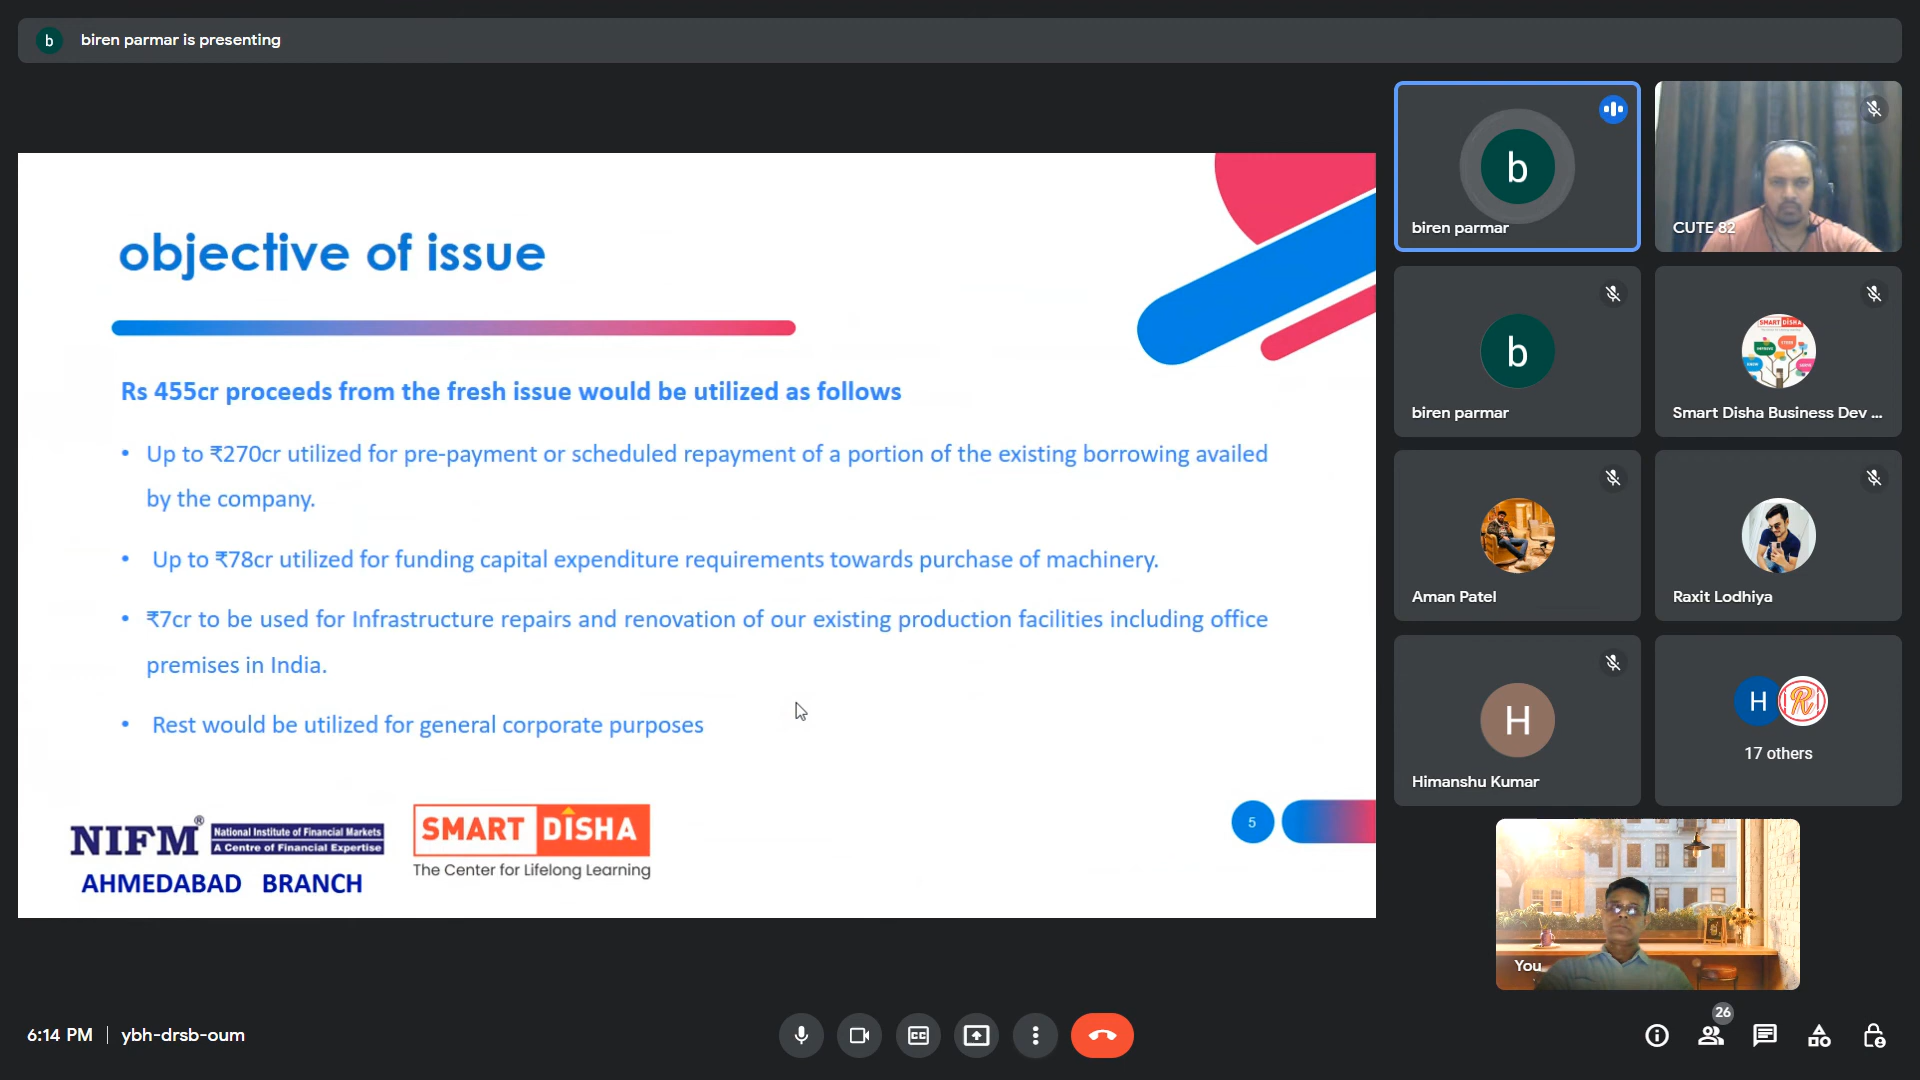 b
biren parmar is presenting
objective of issue
Rs 455cr proceeds from the fresh issue would be utilized as follows
• Up to ₹270cr utilized for pre-payment or scheduled repayment of a portion of the existing borrowing availed
by the company.
• Up to ₹78cr utilized for funding capital expenditure requirements towards purchase of machinery.
• ₹7cr to be used for Infrastructure repairs and renovation of our existing production facilities including office
premises in India.
• Rest would be utilized for general corporate purposes
NIFM® National Institute of Financial Markets
A Centre of Financial Expertise
AHMEDABAD BRANCH
SMART DISHA
The Center for Lifelong Learning
5
b
biren parmar
CUTE 82
b
biren parmar
SMART DISHA
Smart Disha Business Dev ...
Aman Patel
Raxit Lodhiya
H
Himanshu Kumar
H R
17 others
You
6:14 PM | ybh-drsb-oum
CC
26